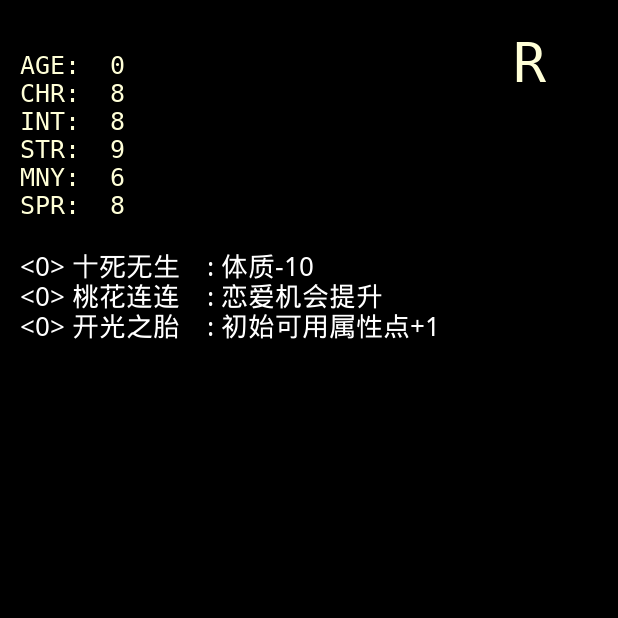 R
AGE: 0
CHR: 8
INT: 8
STR: 9
MNY: 6
SPR: 8
<0> 十死无生 : 体质-10
<0> 桃花连连 : 恋爱机会提升
<0> 开光之胎 : 初始可用属性点+1